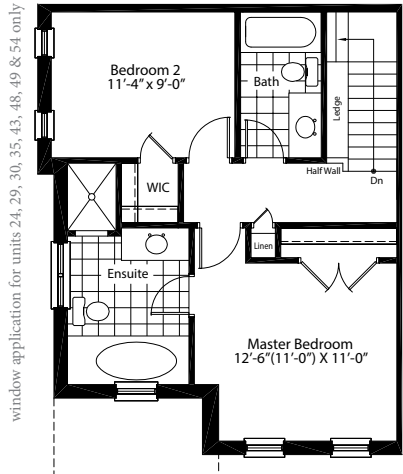 window application for units 24, 29, 30, 35, 43, 48, 49 & 54 only
Bedroom 2
11'-4" x 9'-0"
Bath
Ledge
Half Wall
Dn
WIC
Linen
Ensuite
Master Bedroom
12'-6"(11'-0") X 11'-0"